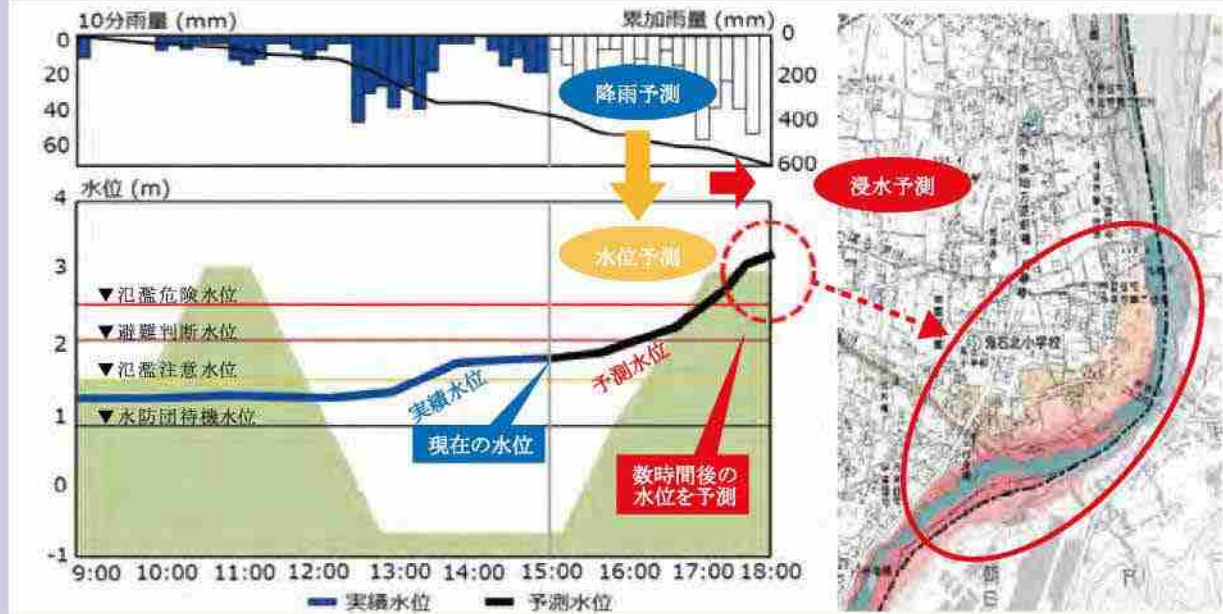 10分雨量 (mm)
累加雨量 (mm)
0
20
40
60
0
200
400
600
降雨予測
浸水予測
水位 (m)
4
3
2
1
0
-1
水位予測
▼氾濫危険水位
▼避難判断水位
▼氾濫注意水位
▼水防団待機水位
実績水位
予測水位
現在の水位
数時間後の
水位を予測
9:00 10:00 11:00 12:00 13:00 14:00 15:00 16:00 17:00 18:00
実績水位 予測水位
鬼石北小学校